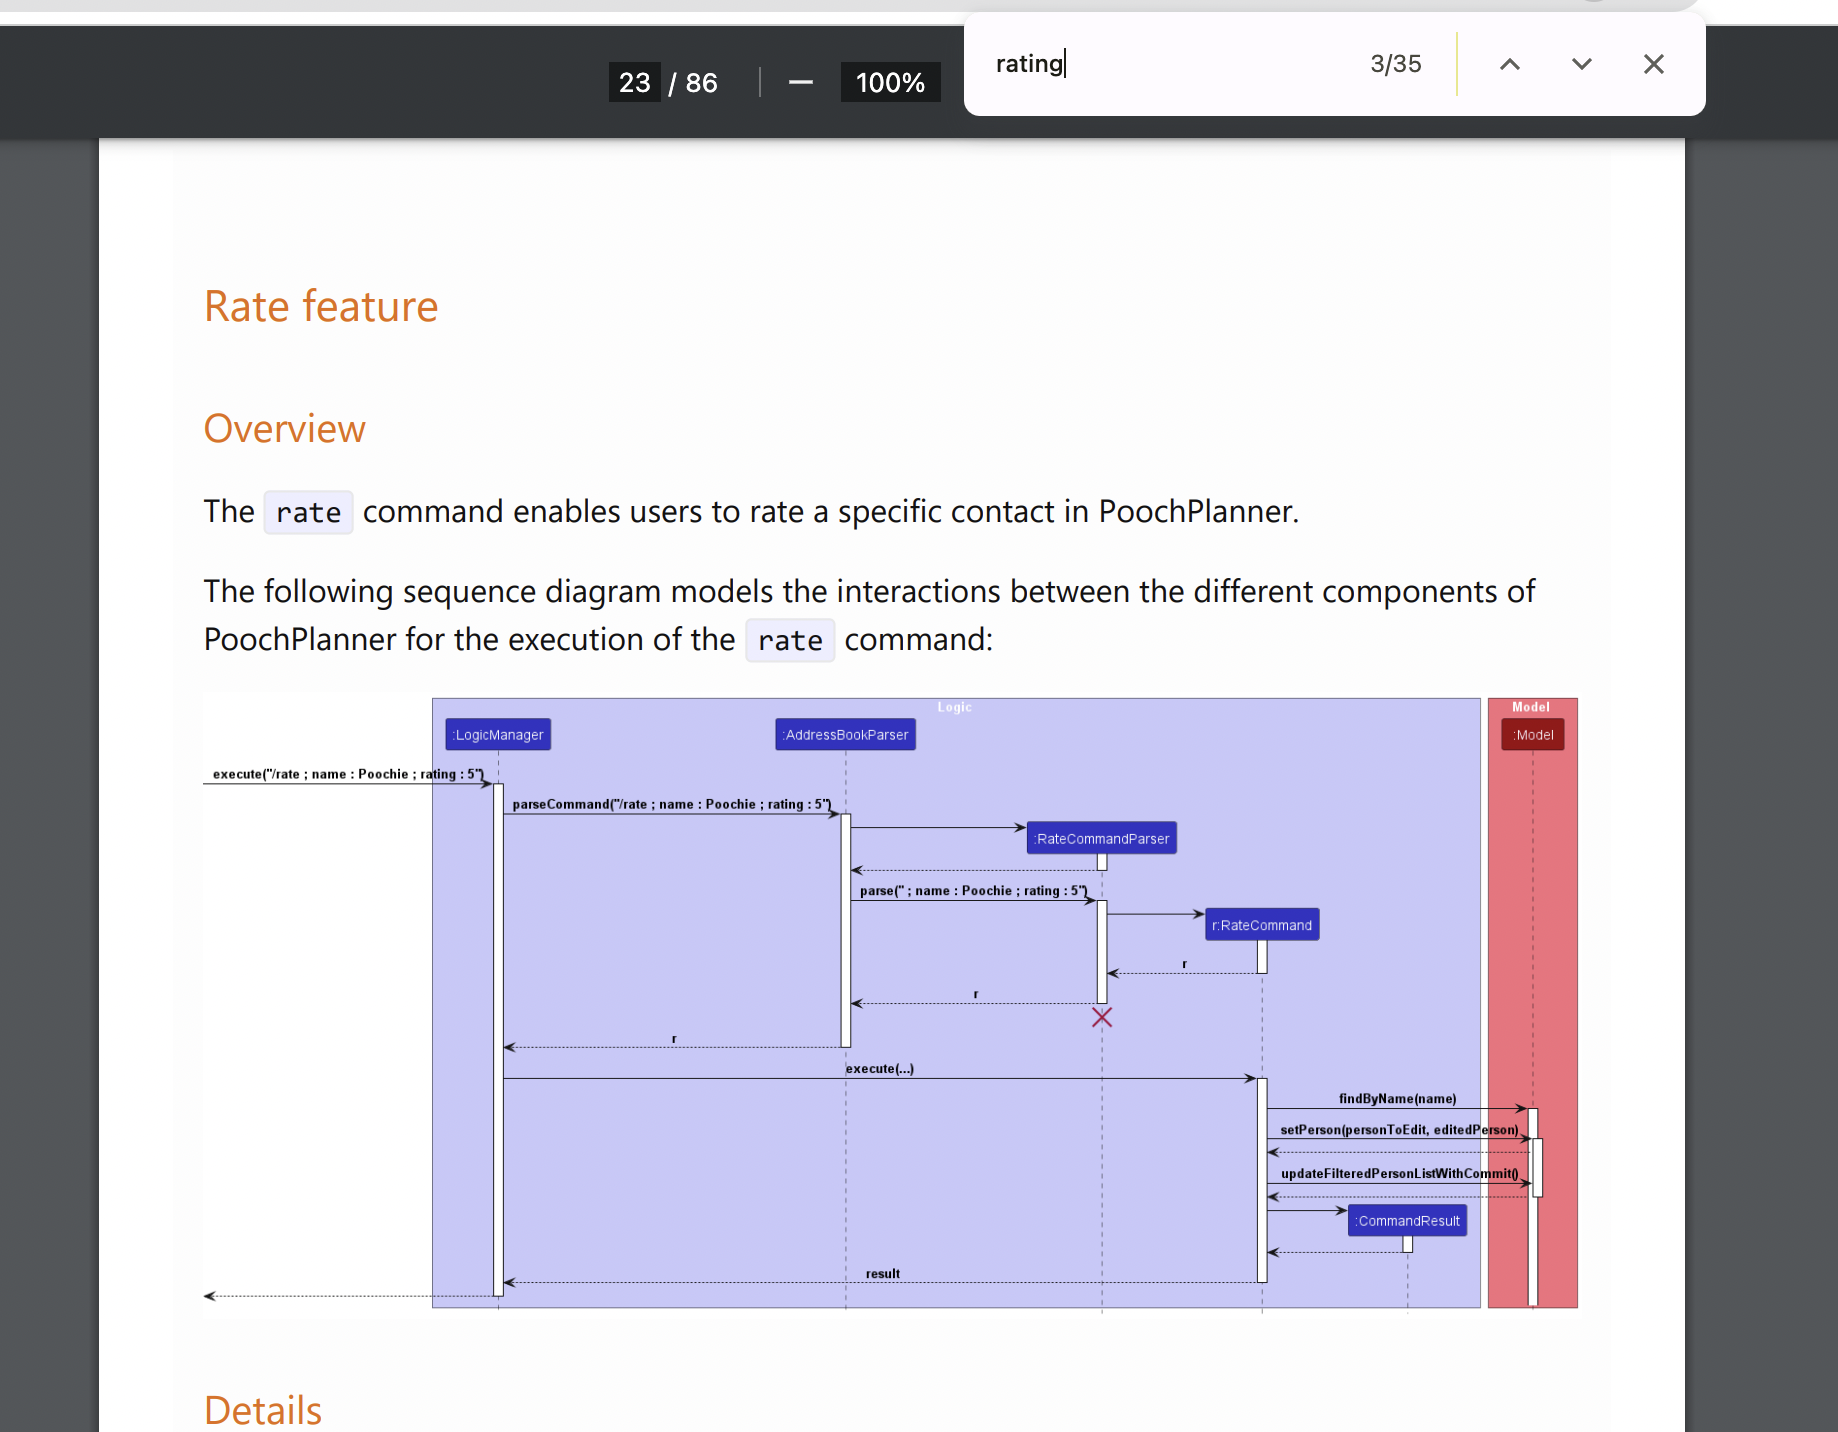 rating
3/35
23 / 86
100%
Rate feature
Overview
The rate command enables users to rate a specific contact in PoochPlanner.
The following sequence diagram models the interactions between the different components of
PoochPlanner for the execution of the rate command:
Logic
Model
:LogicManager
:AddressBookParser
:Model
execute("/rate ; name : Poochie ; rating : 5")
parseCommand("/rate ; name : Poochie ; rating : 5")
:RateCommandParser
parse(" ; name : Poochie ; rating : 5")
r:RateCommand
r
r
r
execute(...)
findByName(name)
setPerson(personToEdit, editedPerson)
updateFilteredPersonListWithCommit()
:CommandResult
result
Details